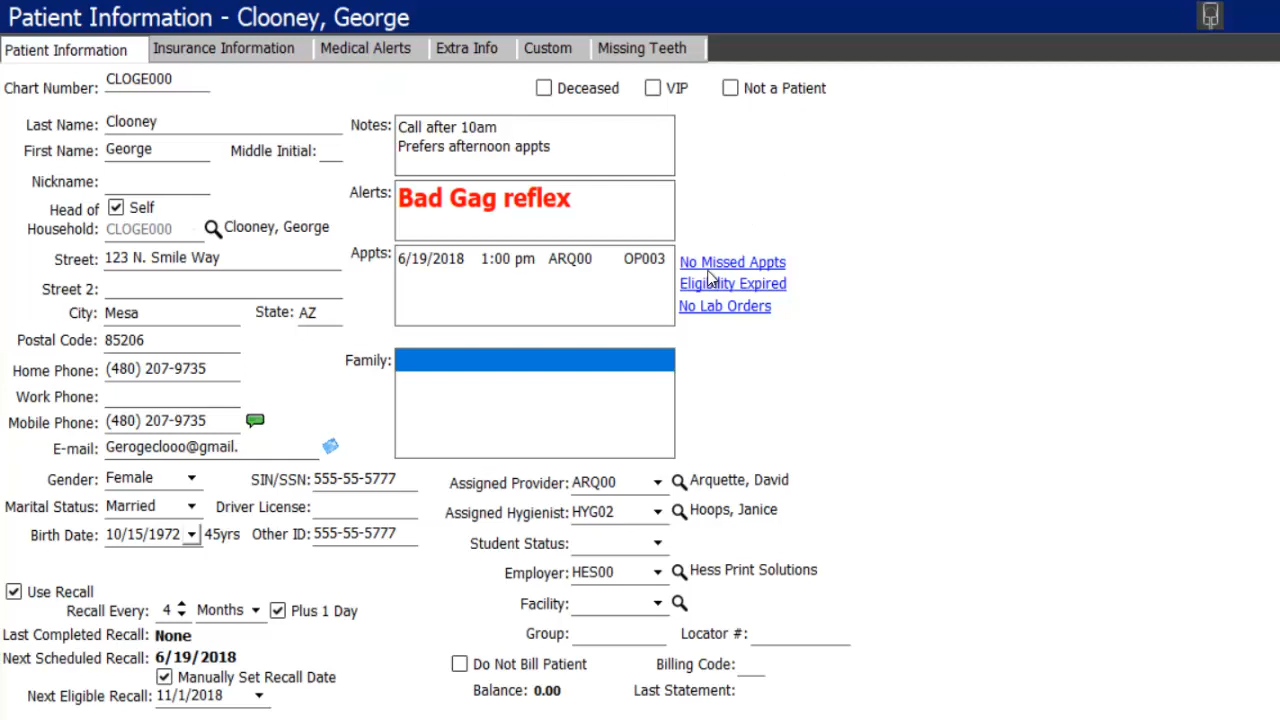 Patient Information - Clooney, George
Patient Information Insurance Information Medical Alerts Extra Info Custom Missing Teeth
Chart Number: CLOGE000
Deceased VIP Not a Patient
Last Name: Clooney
First Name: George Middle Initial:
Nickname:
Head of Household: Self
CLOGE000 Clooney, George
Street: 123 N. Smile Way
Street 2:
City: Mesa State: AZ
Postal Code: 85206
Home Phone: (480) 207-9735
Work Phone:
Mobile Phone: (480) 207-9735
E-mail: Gerogeclooo@gmail.
Notes: Call after 10am
Prefers afternoon appts
Alerts: Bad Gag reflex
Appts: 6/19/2018 1:00 pm ARQ00 OP003
No Missed Appts
Eligibility Expired
No Lab Orders
Family:
Gender: Female SIN/SSN: 555-55-5777
Marital Status: Married Driver License:
Birth Date: 10/15/1972 45yrs Other ID: 555-55-5777
Assigned Provider: ARQ00 Arquette, David
Assigned Hygienist: HYG02 Hoops, Janice
Student Status:
Employer: HES00 Hess Print Solutions
Facility:
Group: Locator #:
Do Not Bill Patient Billing Code:
Balance: 0.00 Last Statement:
Use Recall
Recall Every: 4 Months Plus 1 Day
Last Completed Recall: None
Next Scheduled Recall: 6/19/2018
Manually Set Recall Date
Next Eligible Recall: 11/1/2018